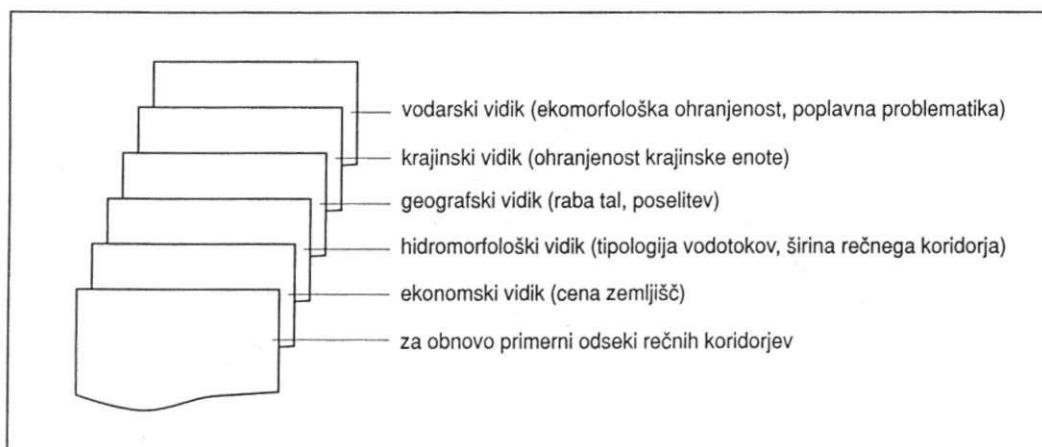 vodarski vidik (ekomorfološka ohranjenost, poplavna problematika)
krajinski vidik (ohranjenost krajinske enote)
geografski vidik (raba tal, poselitev)
hidromorfološki vidik (tipologija vodotokov, širina rečnega koridorja)
ekonomski vidik (cena zemljišč)
za obnovo primerni odseki rečnih koridorjev